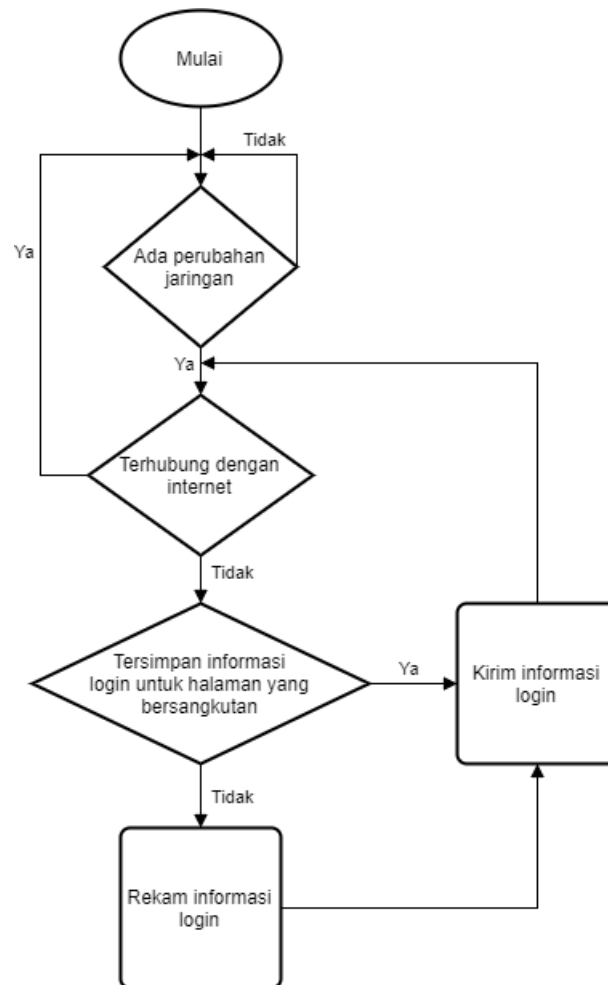 Mulai
Tidak
Ya
Ada perubahan
jaringan
Ya
Terhubung dengan
internet
Tidak
Tersimpan informasi
login untuk halaman yang
bersangkutan
Ya
Kirim informasi
login
Tidak
Rekam informasi
login